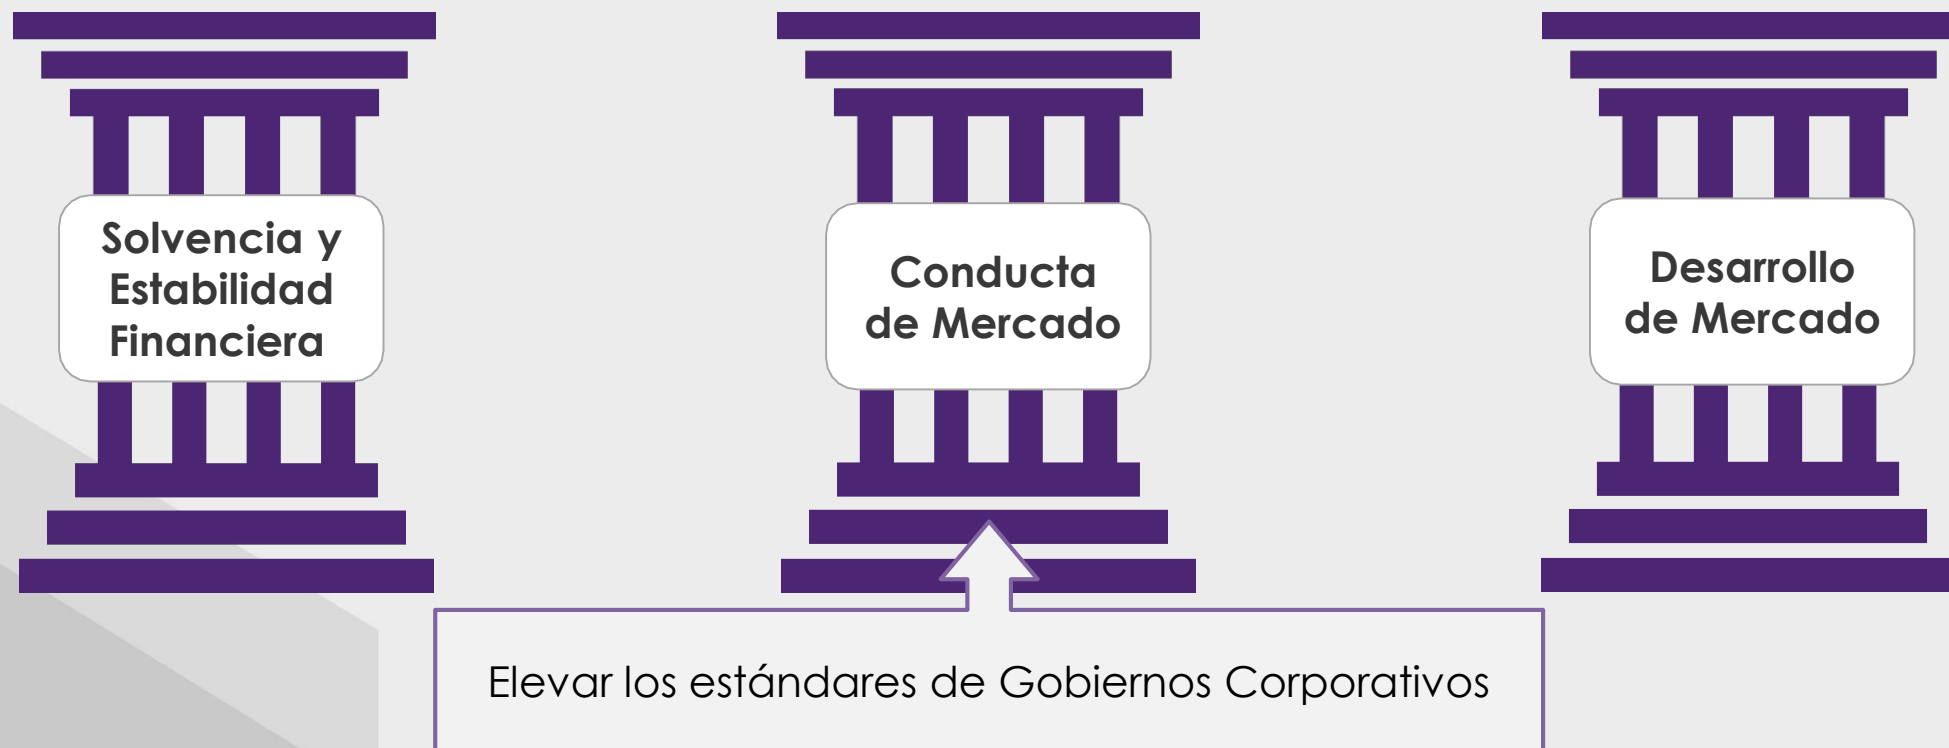 Solvencia y
Estabilidad
Financiera
Conducta
de Mercado
Desarrollo
de Mercado
Elevar los estándares de Gobiernos Corporativos